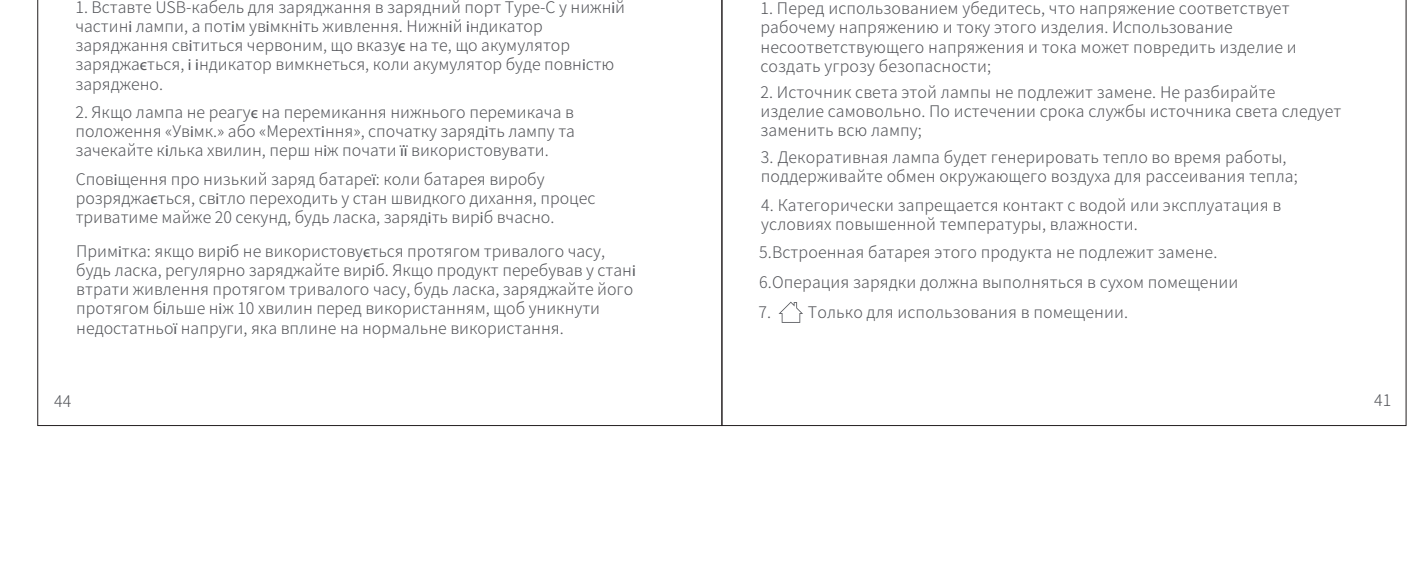 1. Вставте USB-кабель для заряджання в зарядний порт Type-C у нижній
частині лампи, а потім увімкніть живлення. Нижній індикатор
заряджання світиться червоним, що вказує на те, що акумулятор
заряджається, і індикатор вимкнеться, коли акумулятор буде повністю
заряджено.
2. Якщо лампа не реагує на перемикання нижнього перемикача в
положення «Увімк.» або «Мерехтіння», спочатку зарядіть лампу та
зачекайте кілька хвилин, перш ніж почати її використовувати.
Сповіщення про низький заряд батареї: коли батарея виробу
розряджається, світло переходить у стан швидкого дихання, процес
триватиме майже 20 секунд, будь ласка, зарядіть виріб вчасно.
Примітка: якщо виріб не використовується протягом тривалого часу,
будь ласка, регулярно заряджайте виріб. Якщо продукт перебував у стані
втрати живлення протягом тривалого часу, будь ласка, заряджайте його
протягом більше ніж 10 хвилин перед використанням, щоб уникнути
недостатньої напруги, яка вплине на нормальне використання.
44
1. Перед использованием убедитесь, что напряжение соответствует
рабочему напряжению и току этого изделия. Использование
несоответствующего напряжения и тока может повредить изделие и
создать угрозу безопасности;
2. Источник света этой лампы не подлежит замене. Не разбирайте
изделие самовольно. По истечении срока службы источника света следует
заменить всю лампу;
3. Декоративная лампа будет генерировать тепло во время работы,
поддерживайте обмен окружающего воздуха для рассеивания тепла;
4. Категорически запрещается контакт с водой или эксплуатация в
условиях повышенной температуры, влажности.
5.Встроенная батарея этого продукта не подлежит замене.
6.Операция зарядки должна выполняться в сухом помещении
7. Только для использования в помещении.
41